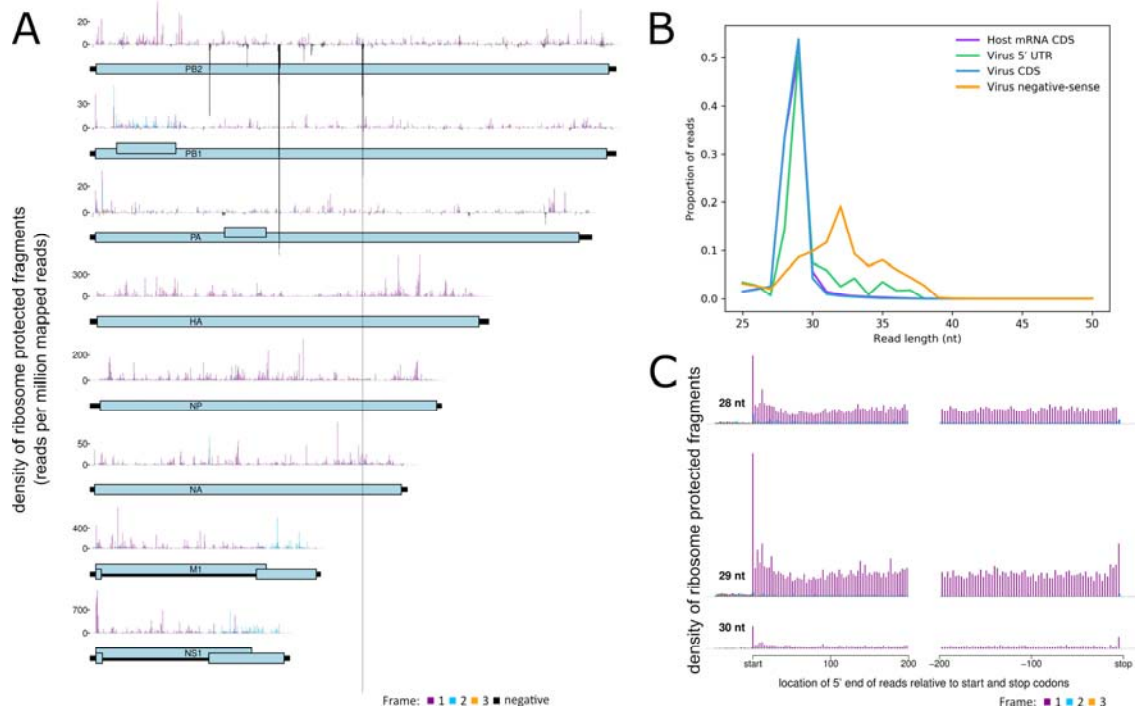 A
density of ribosome protected fragments
(reads per million mapped reads)
20
0
PB2
30
0
PB1
20
0
PA
300
0
HA
200
0
NP
50
0
NA
400
0
M1
700
0
NS1
Frame: 1 2 3 negative
B
Proportion of reads
0.5
0.4
0.3
0.2
0.1
0.0
Host mRNA CDS
Virus 5' UTR
Virus CDS
Virus negative-sense
25 30 35 40 45 50
Read length (nt)
C
density of ribosome protected fragments
28 nt
29 nt
30 nt
start 100 200 −200 −100 stop
location of 5' end of reads relative to start and stop codons
Frame: 1 2 3